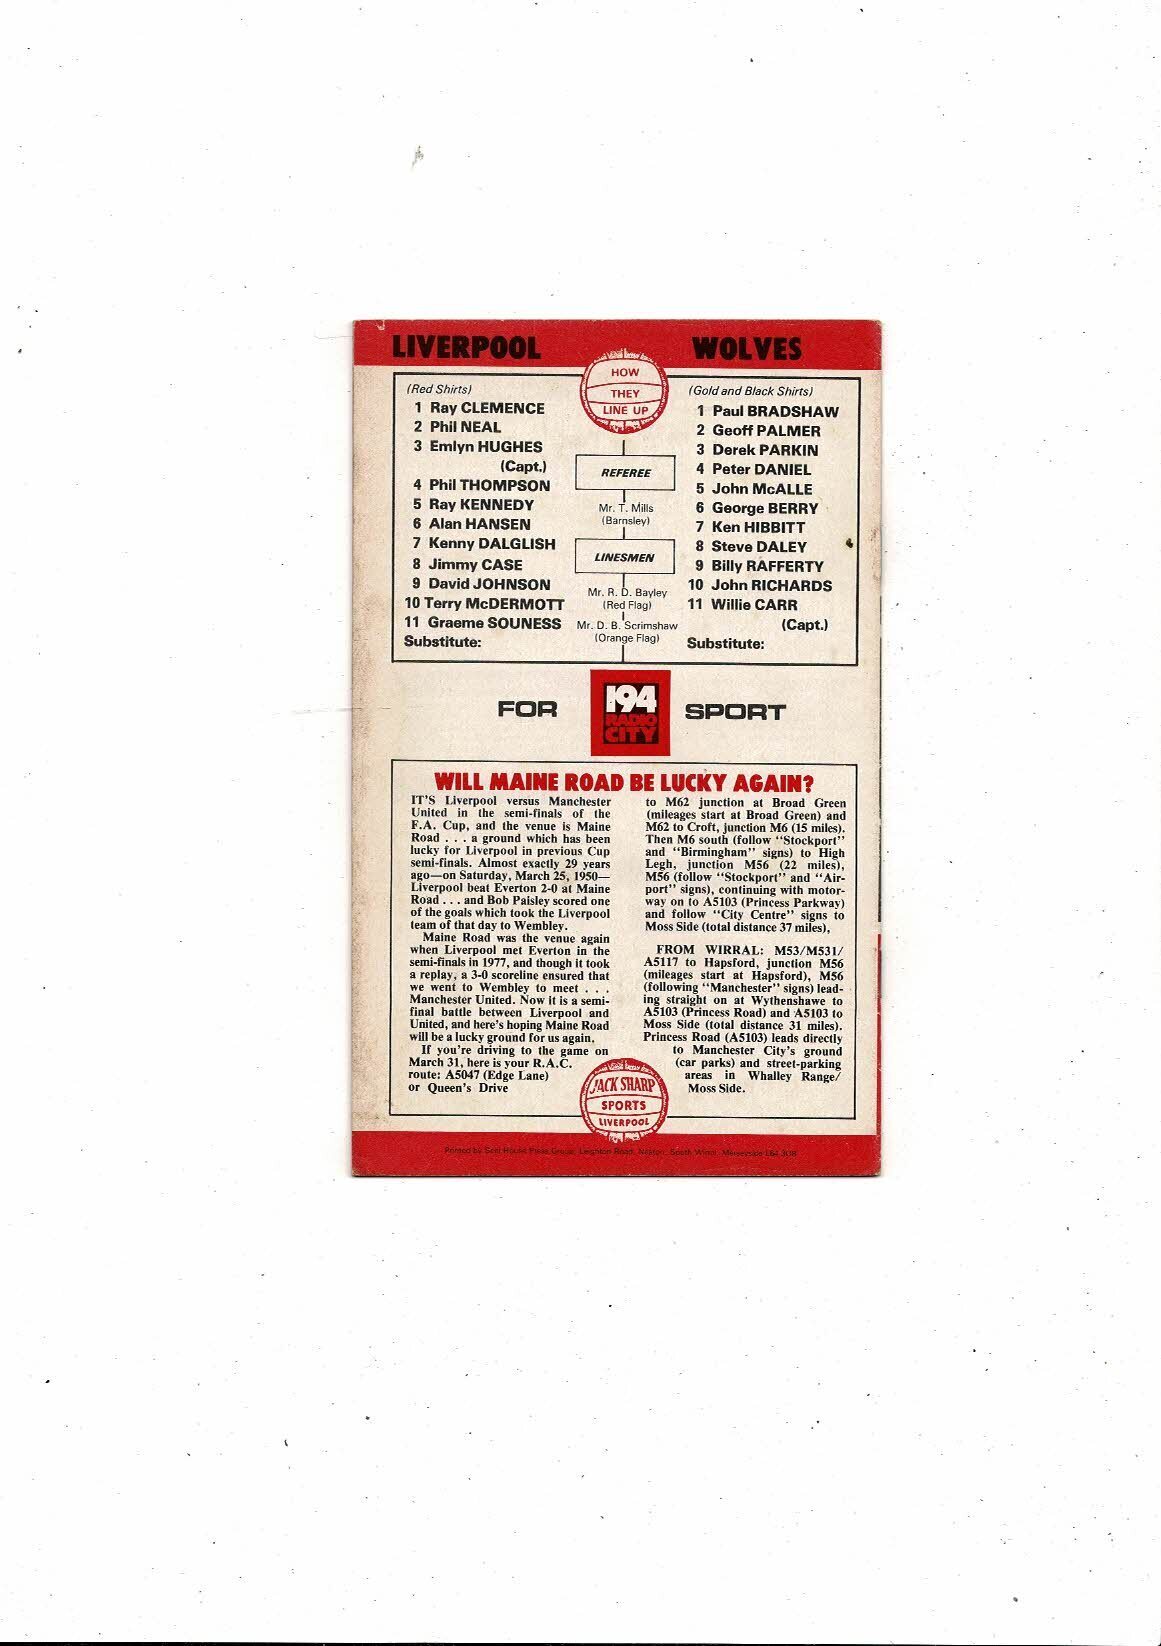 LIVERPOOL
WOLVES
HOW
THEY
LINE UP
(Red Shirts)
1 Ray CLEMENCE
2 Phil NEAL
3 Emlyn HUGHES
(Capt.)
4 Phil THOMPSON
5 Ray KENNEDY
6 Alan HANSEN
7 Kenny DALGLISH
8 Jimmy CASE
9 David JOHNSON
10 Terry McDERMOTT
11 Graeme SOUNESS
Substitute:
REFEREE
Mr. T. Mills
(Barnsley)
LINESMEN
Mr. R. D. Bayley
(Red Flag)
Mr. D. B. Scrimshaw
(Orange Flag)
(Gold and Black Shirts)
1 Paul BRADSHAW
2 Geoff PALMER
3 Derek PARKIN
4 Peter DANIEL
5 John McALLE
6 George BERRY
7 Ken HIBBITT
8 Steve DALEY
9 Billy RAFFERTY
10 John RICHARDS
11 Willie CARR
(Capt.)
Substitute:
FOR
194
RADIO
CITY
SPORT
WILL MAINE ROAD BE LUCKY AGAIN?
IT'S Liverpool versus Manchester
United in the semi-finals of the
F.A. Cup, and the venue is Maine
Road . . . a ground which has been
lucky for Liverpool in previous Cup
semi-finals. Almost exactly 29 years
ago—on Saturday, March 25, 1950—
Liverpool beat Everton 2-0 at Maine
Road . . . and Bob Paisley scored one
of the goals which took the Liverpool
team of that day to Wembley.
Maine Road was the venue again
when Liverpool met Everton in the
semi-finals in 1977, and though it took
a replay, a 3-0 scoreline ensured that
we went to Wembley to meet . . .
Manchester United. Now it is a semi-
final battle between Liverpool and
United, and here's hoping Maine Road
will be a lucky ground for us again.
If you're driving to the game on
March 31, here is your R.A.C.
route: A5047 (Edge Lane)
or Queen's Drive
to M62 junction at Broad Green
(mileages start at Broad Green) and
M62 to Croft, junction M6 (15 miles).
Then M6 south (follow "Stockport"
and "Birmingham" signs) to High
Legh, junction M56 (22 miles),
M56 (follow "Stockport" and "Air-
port" signs), continuing with motor-
way on to A5103 (Princess Parkway)
and follow "City Centre" signs to
Moss Side (total distance 37 miles),
FROM WIRRAL: M53/M531/
A5117 to Hapsford, junction M56
(mileages start at Hapsford), M56
(following "Manchester" signs) lead-
ing straight on at Wythenshawe to
A5103 (Princess Road) and A5103 to
Moss Side (total distance 31 miles).
Princess Road (A5103) leads directly
to Manchester City's ground
(car parks) and street-parking
areas in Whalley Range/
Moss Side.
JACK SHARP
SPORTS
LIVERPOOL
Printed by Seel House Press Group, Leighton Road, Neston, South Wirral, Merseyside L64 3UB